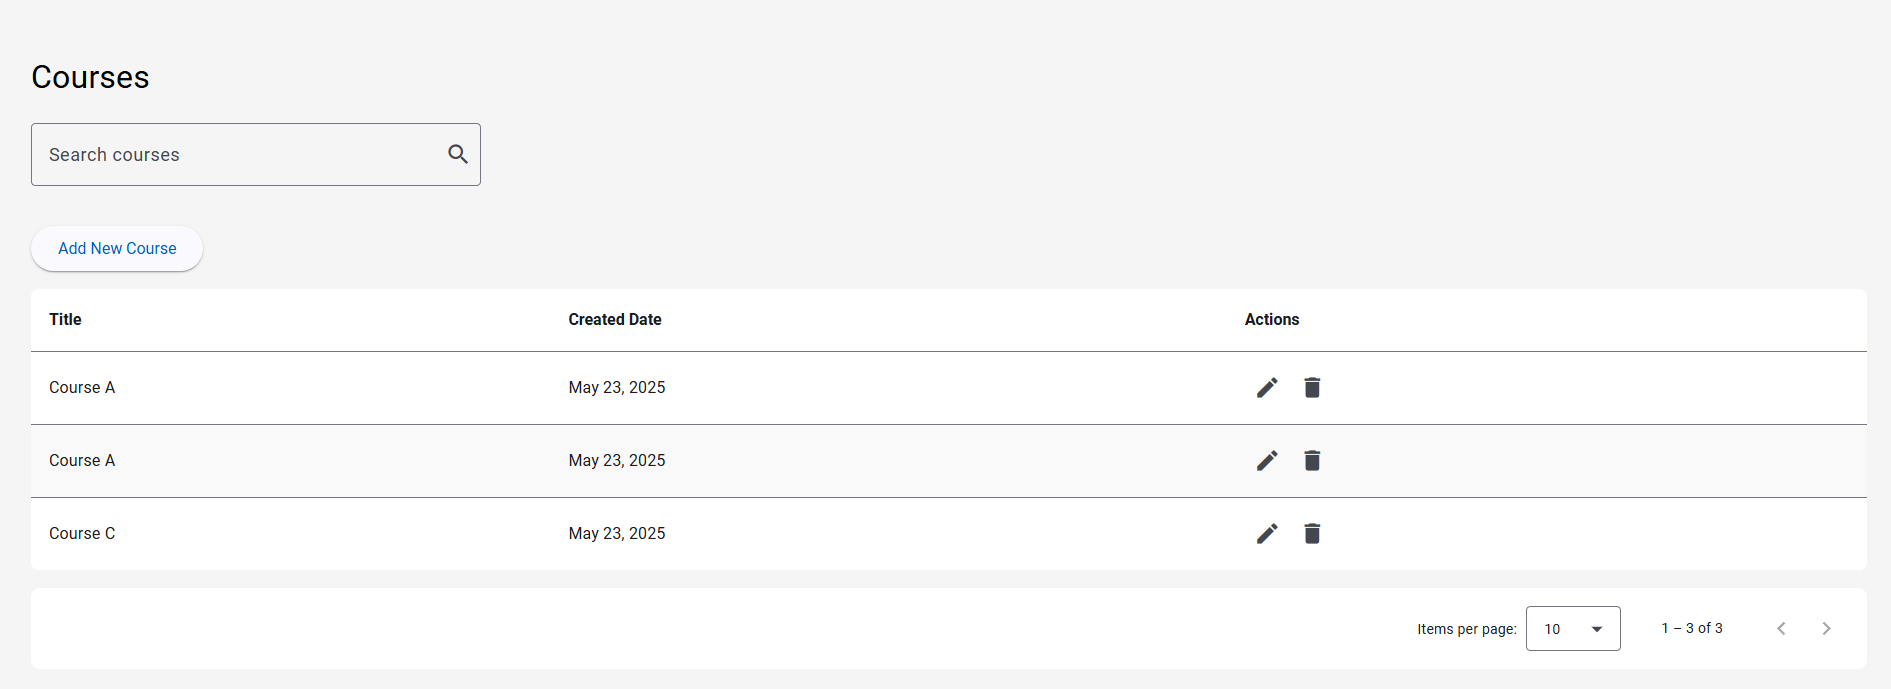 Courses
Search courses
Add New Course
Title Created Date Actions
Course A May 23, 2025
Course A May 23, 2025
Course C May 23, 2025
Items per page: 10 1 – 3 of 3